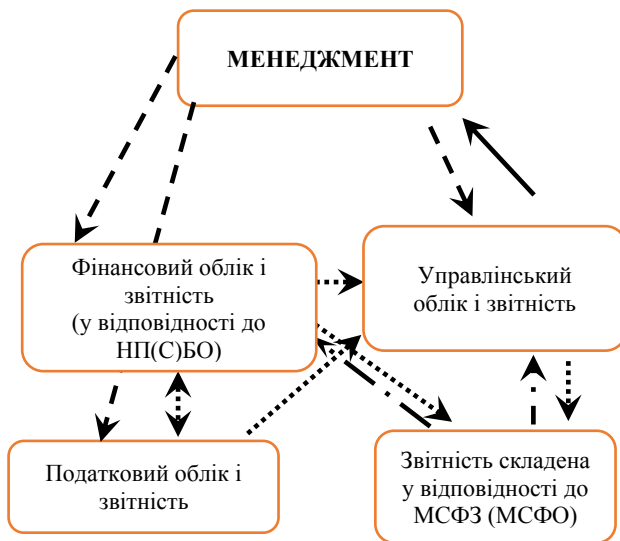 МЕНЕДЖМЕНТ
Фінансовий облік і
звітність
(у відповідності до
НП(С)БО)
Управлінський
облік і звітність
Податковий облік і
звітність
Звітність складена
у відповідності до
МСФЗ (МСФО)